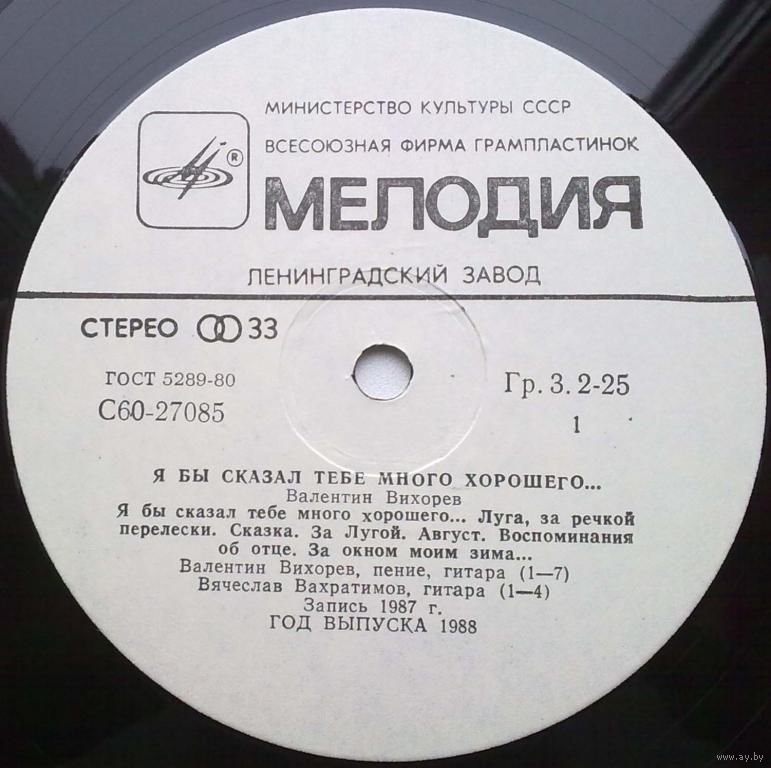 МИНИСТЕРСТВО КУЛЬТУРЫ СССР
ВСЕСОЮЗНАЯ ФИРМА ГРАМПЛАСТИНОК
®
МЕЛОДИЯ
ЛЕНИНГРАДСКИЙ ЗАВОД
СТЕРЕО 33
ГОСТ 5289-80
С60-27085
Гр. 3. 2-25
1
Я БЫ СКАЗАЛ ТЕБЕ МНОГО ХОРОШЕГО...
Валентин Вихорев
Я бы сказал тебе много хорошего... Луга, за речкой
перелески. Сказка. За Лугой. Август. Воспоминания
об отце. За окном моим зима...
Валентин Вихорев, пение, гитара (1—7)
Вячеслав Вахратимов, гитара (1—4)
Запись 1987 г.
ГОД ВЫПУСКА 1988
www.ay.by